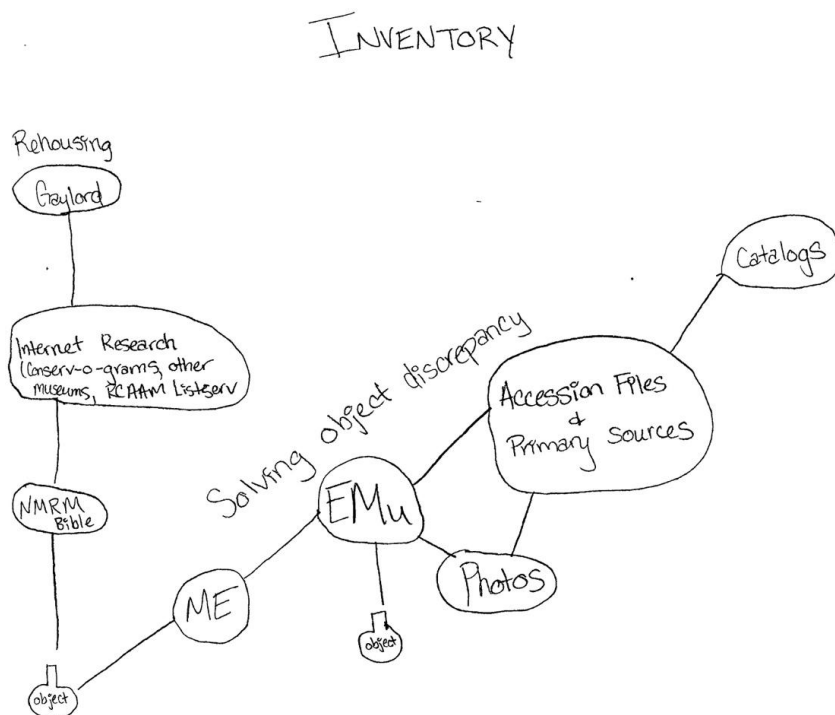 INVENTORY
Rehousing
Gaylord
Internet Research
(Conserv-o-grams, other
museums, RCAAM Listserv
NMRM
Bible
object
ME
Solving object discrepancy
EMu
object
Photos
Accession Files
&
Primary Sources
Catalogs